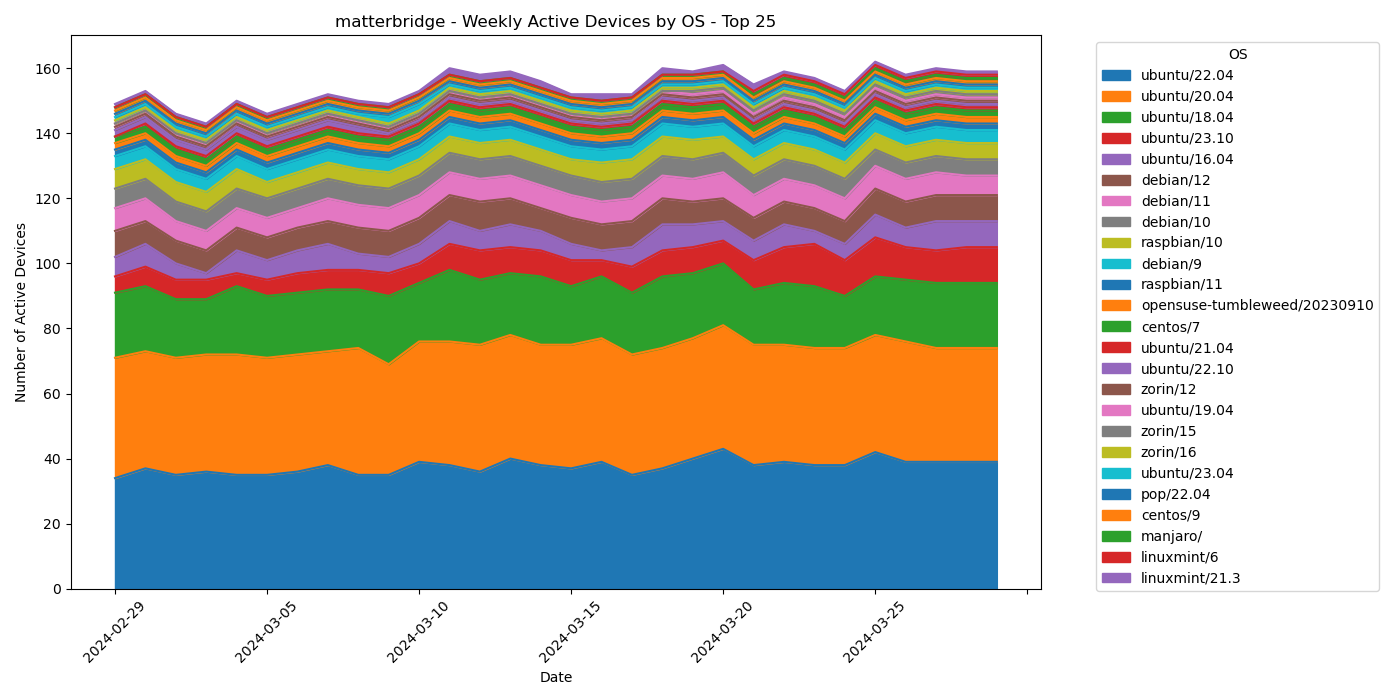 matterbridge - Weekly Active Devices by OS - Top 25
Number of Active Devices
160
140
120
100
80
60
40
20
0
2024-02-29
2024-03-05
2024-03-10
2024-03-15
2024-03-20
2024-03-25
Date
OS
ubuntu/22.04
ubuntu/20.04
ubuntu/18.04
ubuntu/23.10
ubuntu/16.04
debian/12
debian/11
debian/10
raspbian/10
debian/9
raspbian/11
opensuse-tumbleweed/20230910
centos/7
ubuntu/21.04
ubuntu/22.10
zorin/12
ubuntu/19.04
zorin/15
zorin/16
ubuntu/23.04
pop/22.04
centos/9
manjaro/
linuxmint/6
linuxmint/21.3